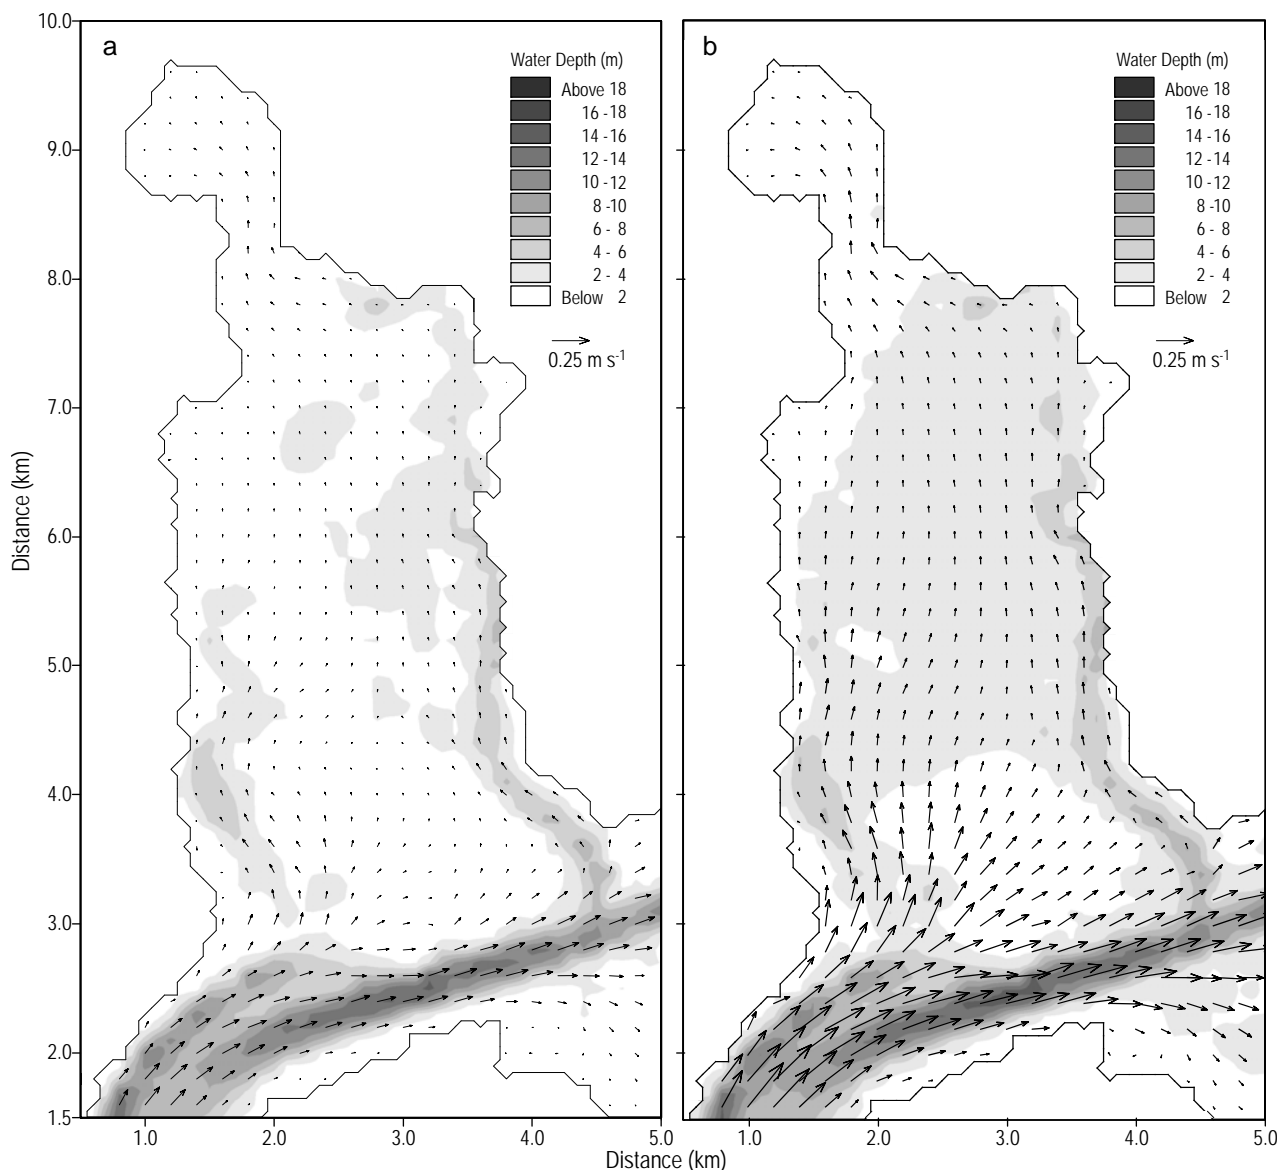 a
Water Depth (m)
Above 18
16 - 18
14 - 16
12 - 14
10 - 12
8 - 10
6 - 8
4 - 6
2 - 4
Below 2
0.25 m s-1
b
Water Depth (m)
Above 18
16 - 18
14 - 16
12 - 14
10 - 12
8 - 10
6 - 8
4 - 6
2 - 4
Below 2
0.25 m s-1
10.0
9.0
8.0
7.0
6.0
5.0
4.0
3.0
2.0
1.5
Distance (km)
1.0 2.0 3.0 4.0 5.0 1.0 2.0 3.0 4.0 5.0
Distance (km)